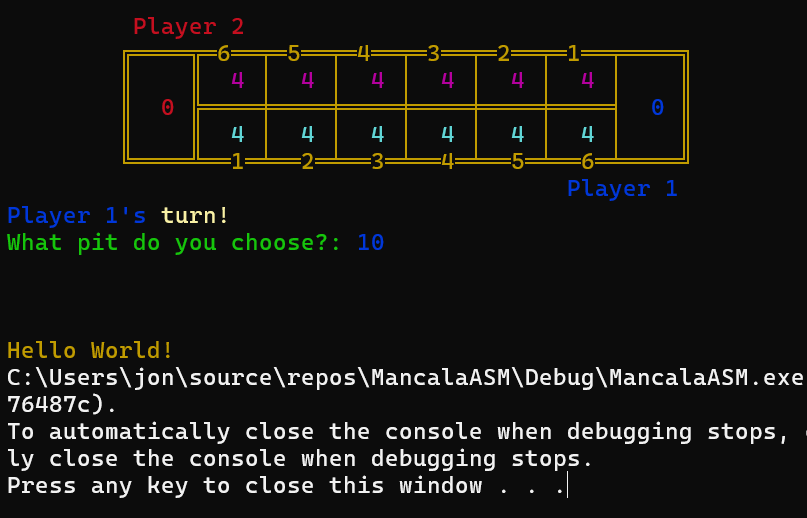 Player 2
6 5 4 3 2 1
4 4 4 4 4 4
0 0
4 4 4 4 4 4
1 2 3 4 5 6
Player 1
Player 1's turn!
What pit do you choose?: 10
Hello World!
C:\Users\jon\source\repos\MancalaASM\Debug\MancalaASM.exe
76487c).
To automatically close the console when debugging stops,
ly close the console when debugging stops.
Press any key to close this window . . .